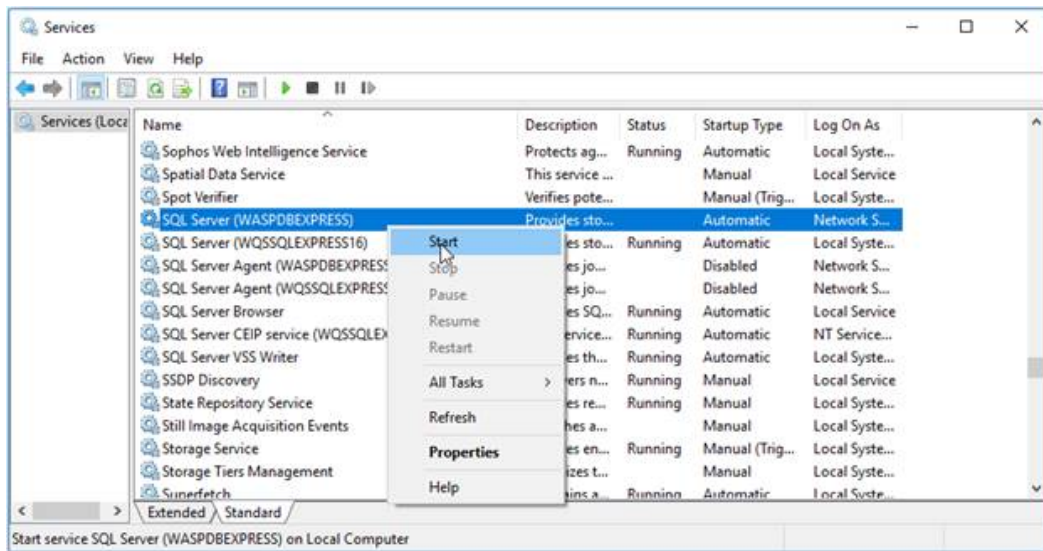 Services
File Action View Help
Services (Loca
Name Description Status Startup Type Log On As
Sophos Web Intelligence Service Protects ag... Running Automatic Local Syste...
Spatial Data Service This service ... Manual Local Service
Spot Verifier Verifies pote... Manual (Trig... Local Syste...
SQL Server (WASPDBEXPRESS) Provides sto... Automatic Network S...
SQL Server (WQSSQLEXPRESS16) es sto... Running Automatic Local Syste...
SQL Server Agent (WASPDBEXPRESS es jo... Disabled Network S...
SQL Server Agent (WQSSQLEXPRES es jo... Disabled Network S...
SQL Server Browser es SQ... Running Automatic Local Service
SQL Server CEIP service (WQSSQLEX ervice... Running Automatic NT Service...
SQL Server VSS Writer es th... Running Automatic Local Syste...
SSDP Discovery ers n... Running Manual Local Service
State Repository Service es re... Running Manual Local Syste...
Still Image Acquisition Events hes a... Manual Local Syste...
Storage Service es en... Running Manual (Trig... Local Syste...
Storage Tiers Management izes t... Manual Local Syste...
Superfetch ins a... Running Automatic Local Syste...
Start
Stop
Pause
Resume
Restart
All Tasks
Refresh
Properties
Help
Extended Standard
Start service SQL Server (WASPDBEXPRESS) on Local Computer